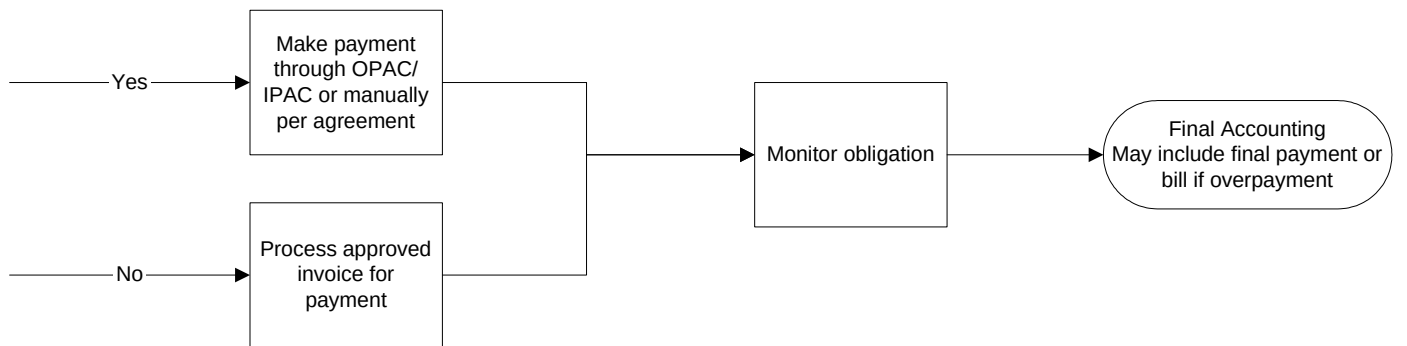 Yes
Make payment
through OPAC/
IPAC or manually
per agreement
Monitor obligation
Final Accounting
May include final payment or
bill if overpayment
No
Process approved
invoice for
payment